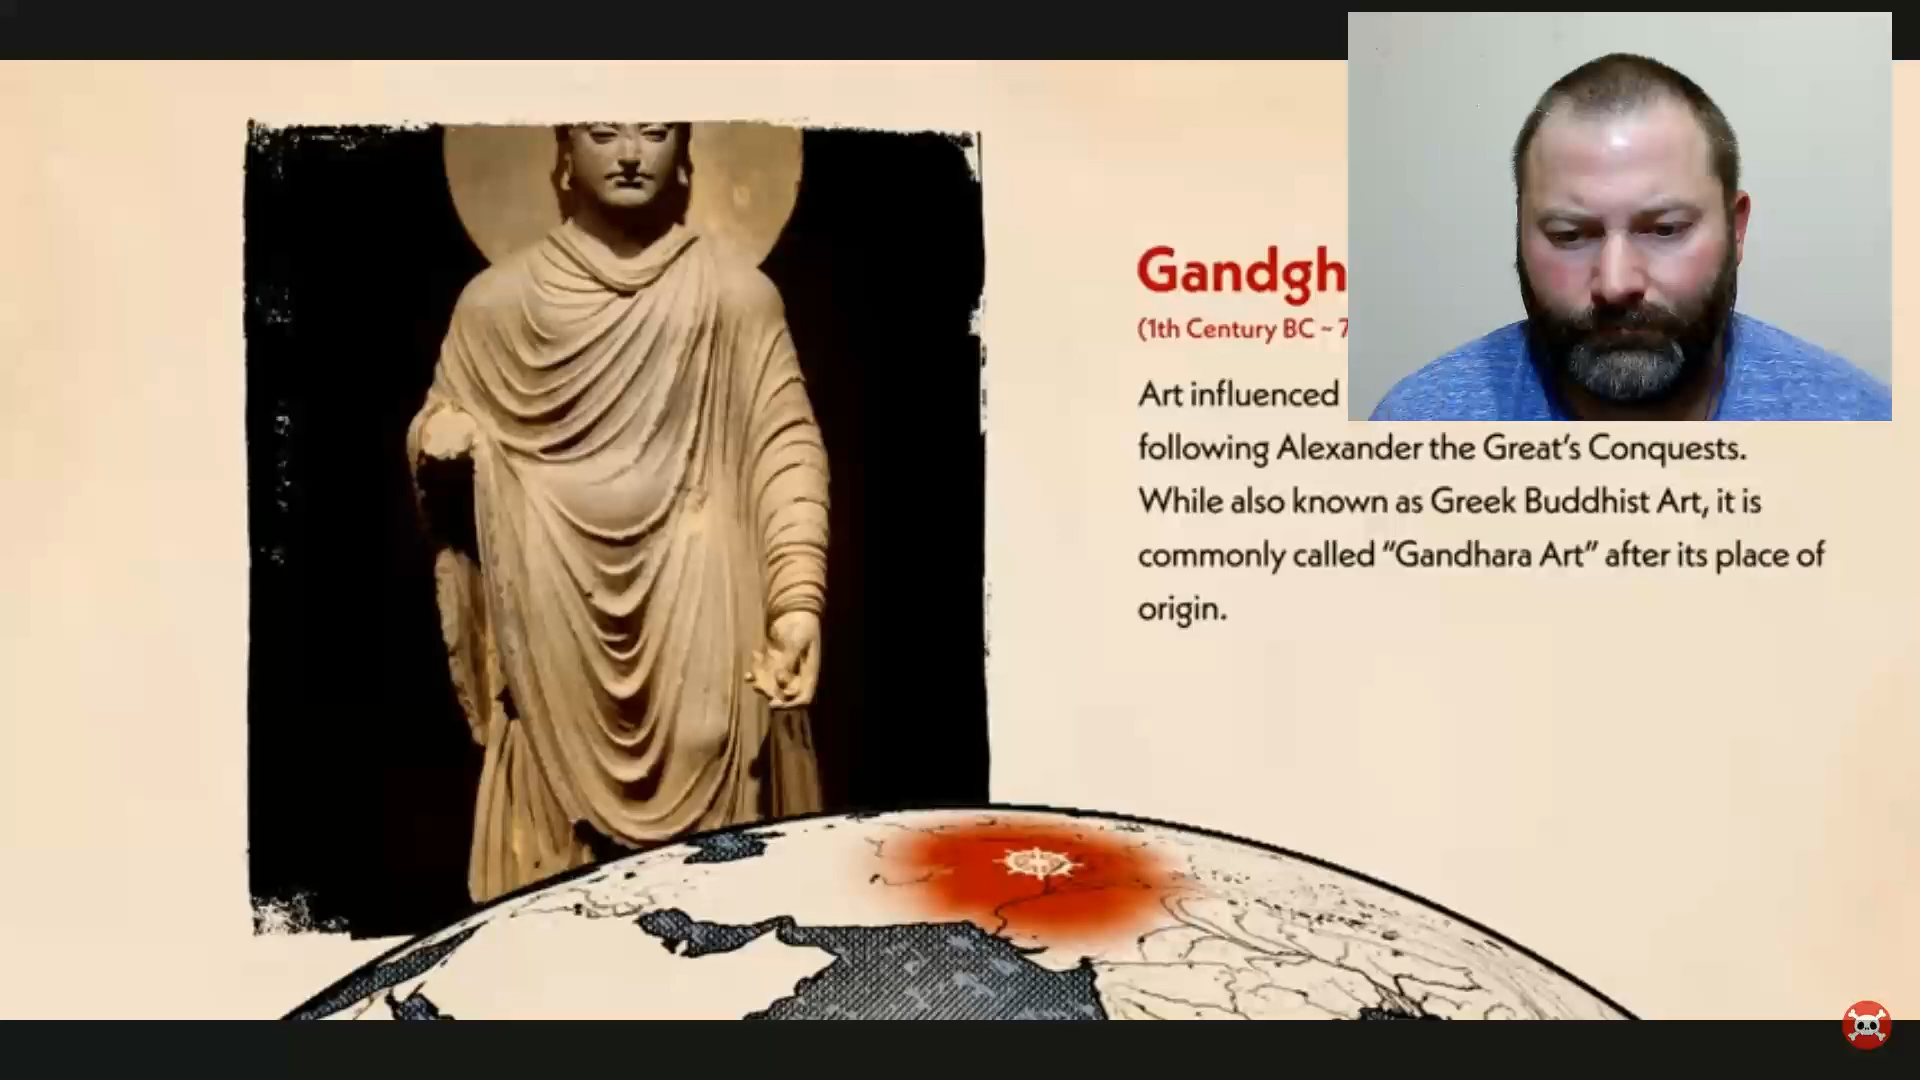 Gandgh
(1th Century BC ~ 7
Art influenced
following Alexander the Great's Conquests.
While also known as Greek Buddhist Art, it is
commonly called “Gandhara Art” after its place of
origin.